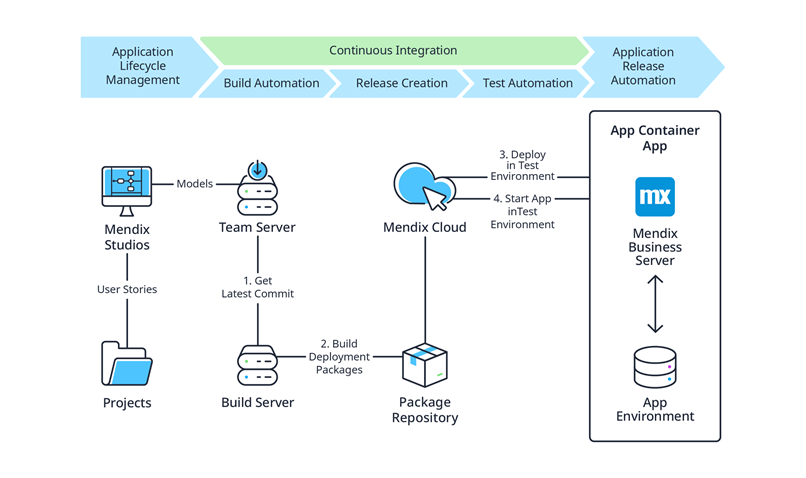 Application
Lifecycle
Management
Continuous Integration
Build Automation
Release Creation
Test Automation
Application
Release
Automation
App Container
App
3. Deploy
in Test
Environment
4. Start App
inTest
Environment
Models
mx
Mendix
Studios
Team Server
Mendix Cloud
Mendix
Business
Server
User Stories
1. Get
Latest Commit
2. Build
Deployment
Packages
Projects
Build Server
Package
Repository
App
Environment